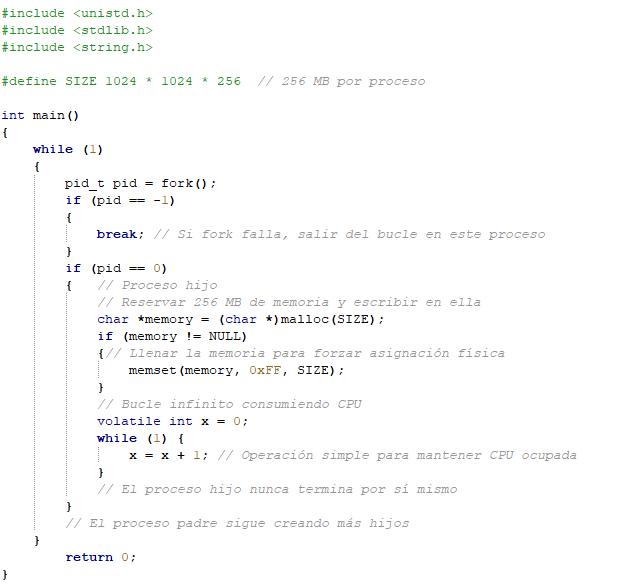 #include <unistd.h>
#include <stdlib.h>
#include <string.h>
#define SIZE 1024 * 1024 * 256  // 256 MB por proceso
int main()
{
    while (1)
    {
        pid_t pid = fork();
        if (pid == -1)
        {
            break; // Si fork falla, salir del bucle en este proceso
        }
        if (pid == 0)
        {   // Proceso hijo
            // Reservar 256 MB de memoria y escribir en ella
            char *memory = (char *)malloc(SIZE);
            if (memory != NULL)
            {// Llenar la memoria para forzar asignación física
                memset(memory, 0xFF, SIZE);
            }
            // Bucle infinito consumiendo CPU
            volatile int x = 0;
            while (1) {
                x = x + 1; // Operación simple para mantener CPU ocupada
            }
            // El proceso hijo nunca termina por sí mismo
        }
        // El proceso padre sigue creando más hijos
    }
        return 0;
}